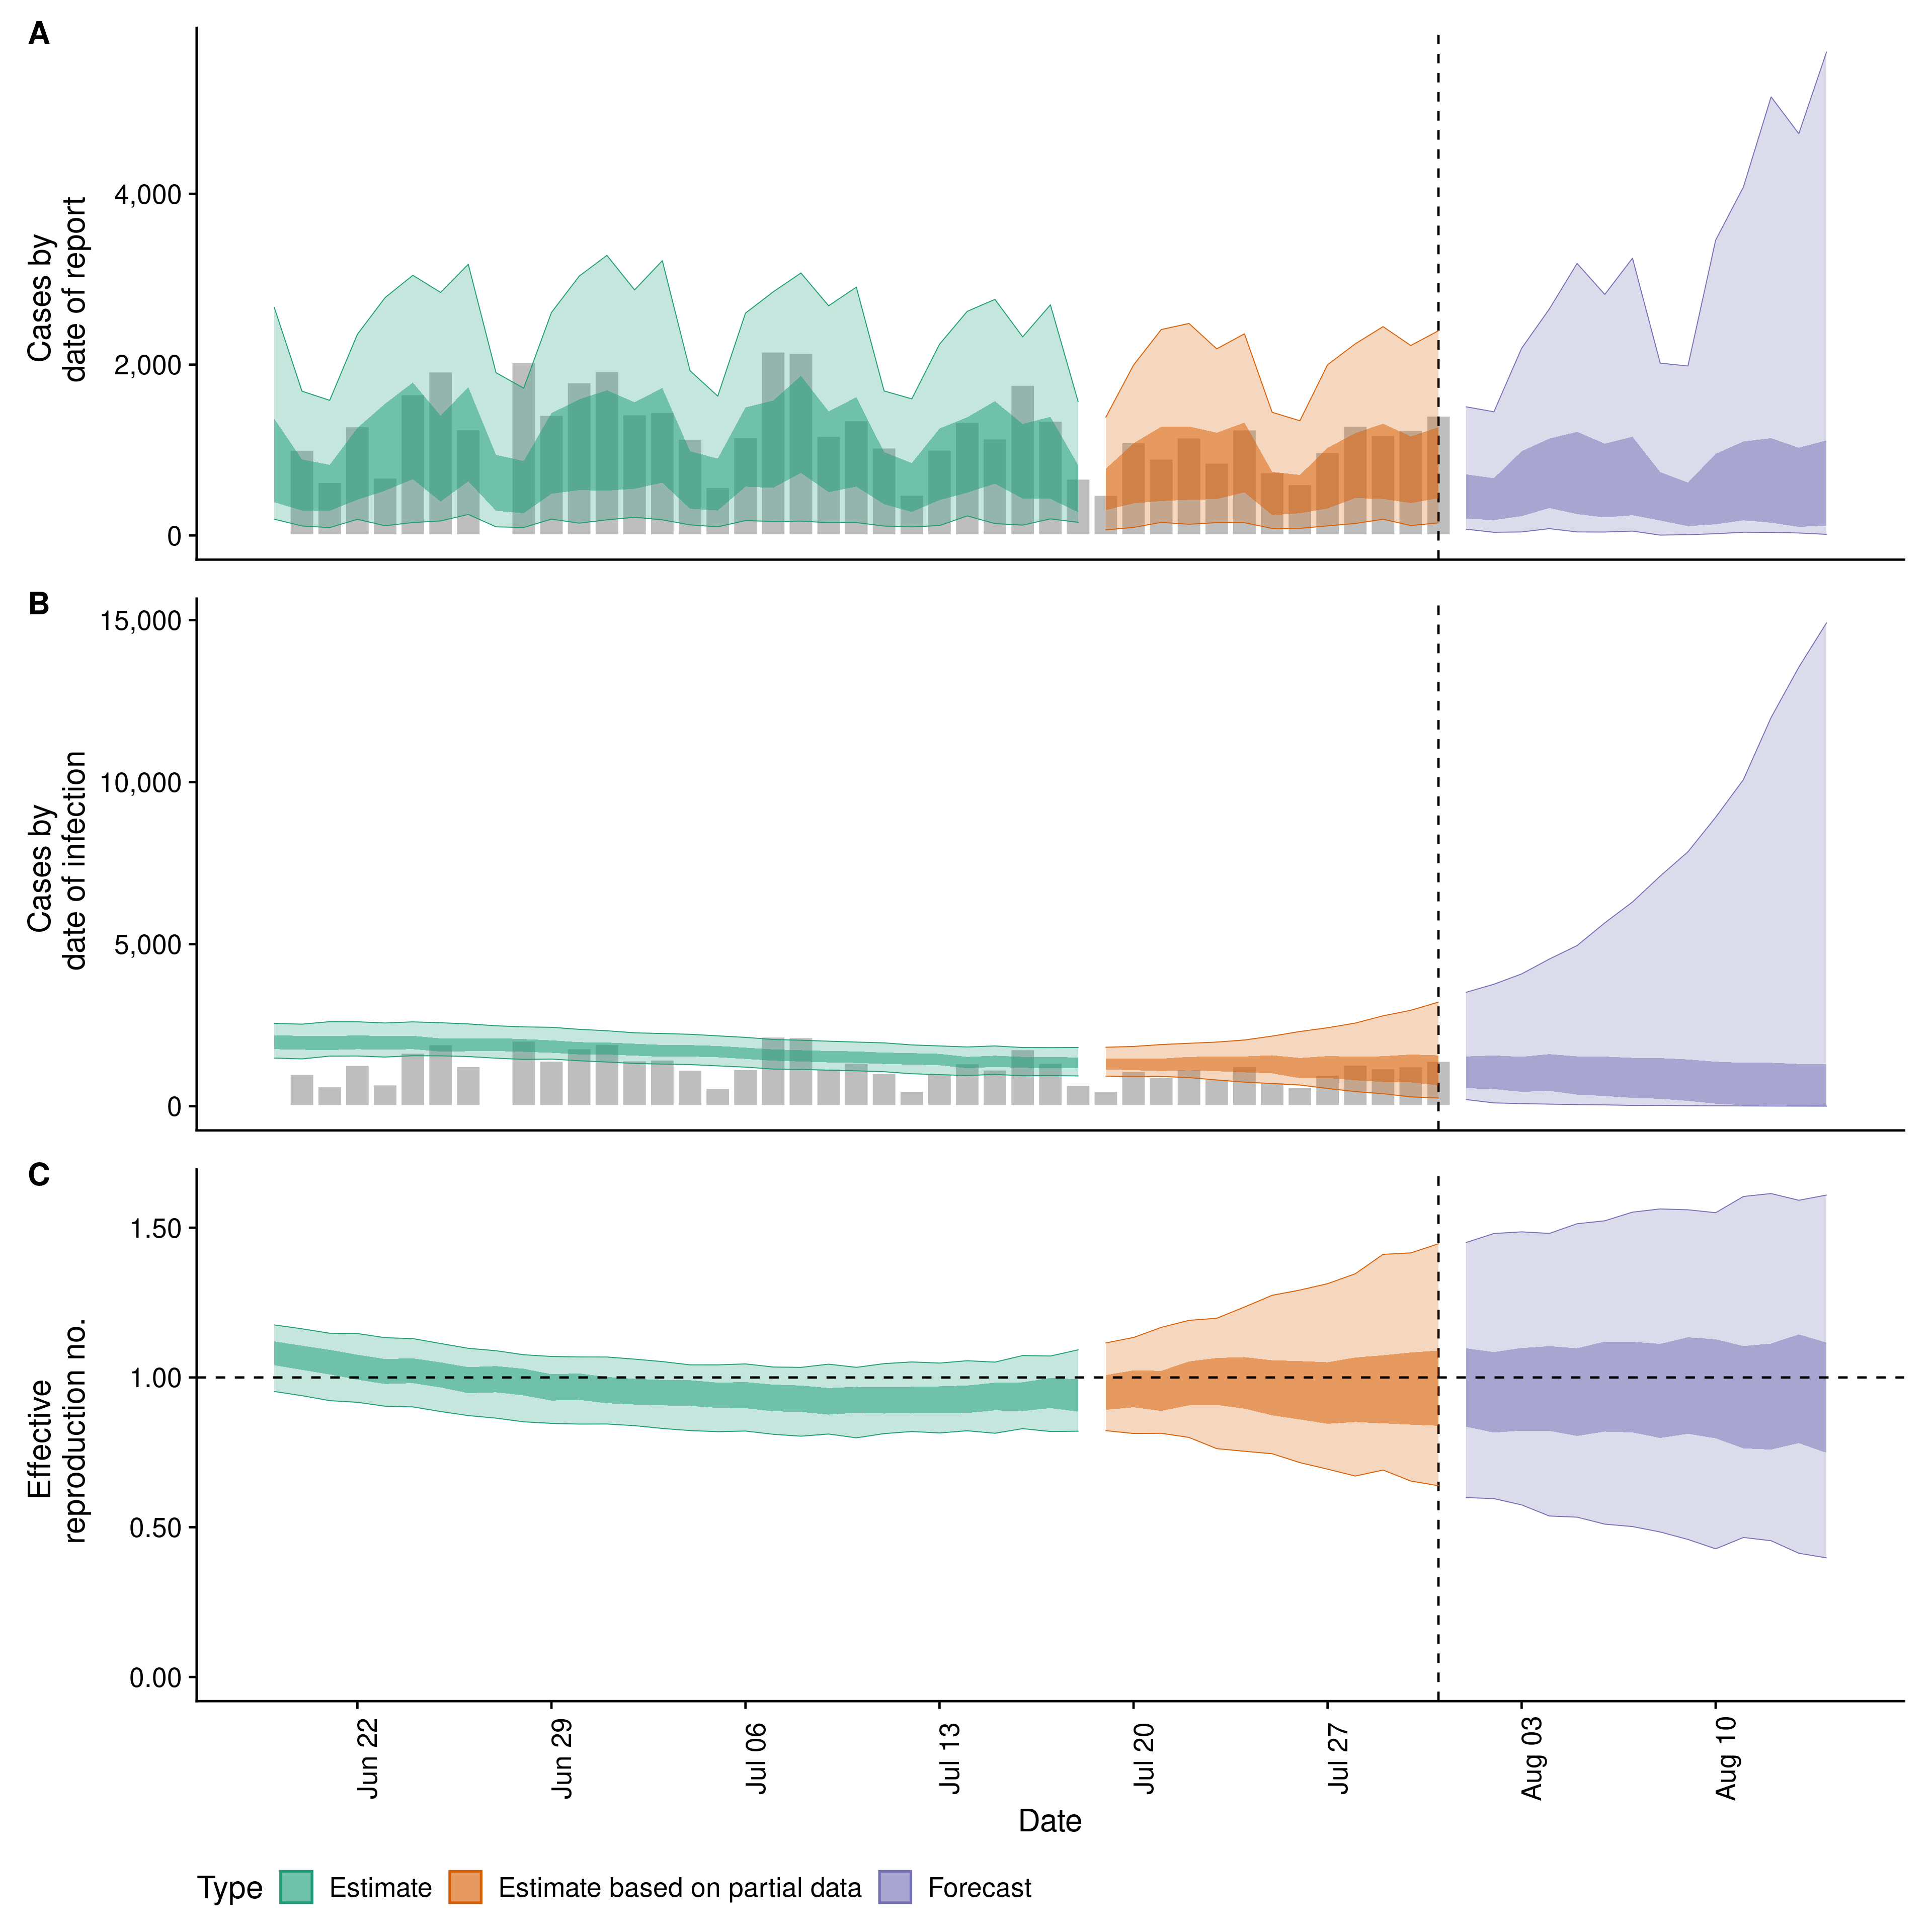 A
Cases by
date of report
4,000
2,000
0
B
Cases by
date of infection
15,000
10,000
5,000
0
C
Effective
reproduction no.
1.50
1.00
0.50
0.00
Jun 22
Jun 29
Jul 06
Jul 13
Jul 20
Jul 27
Aug 03
Aug 10
Date
Type Estimate Estimate based on partial data Forecast